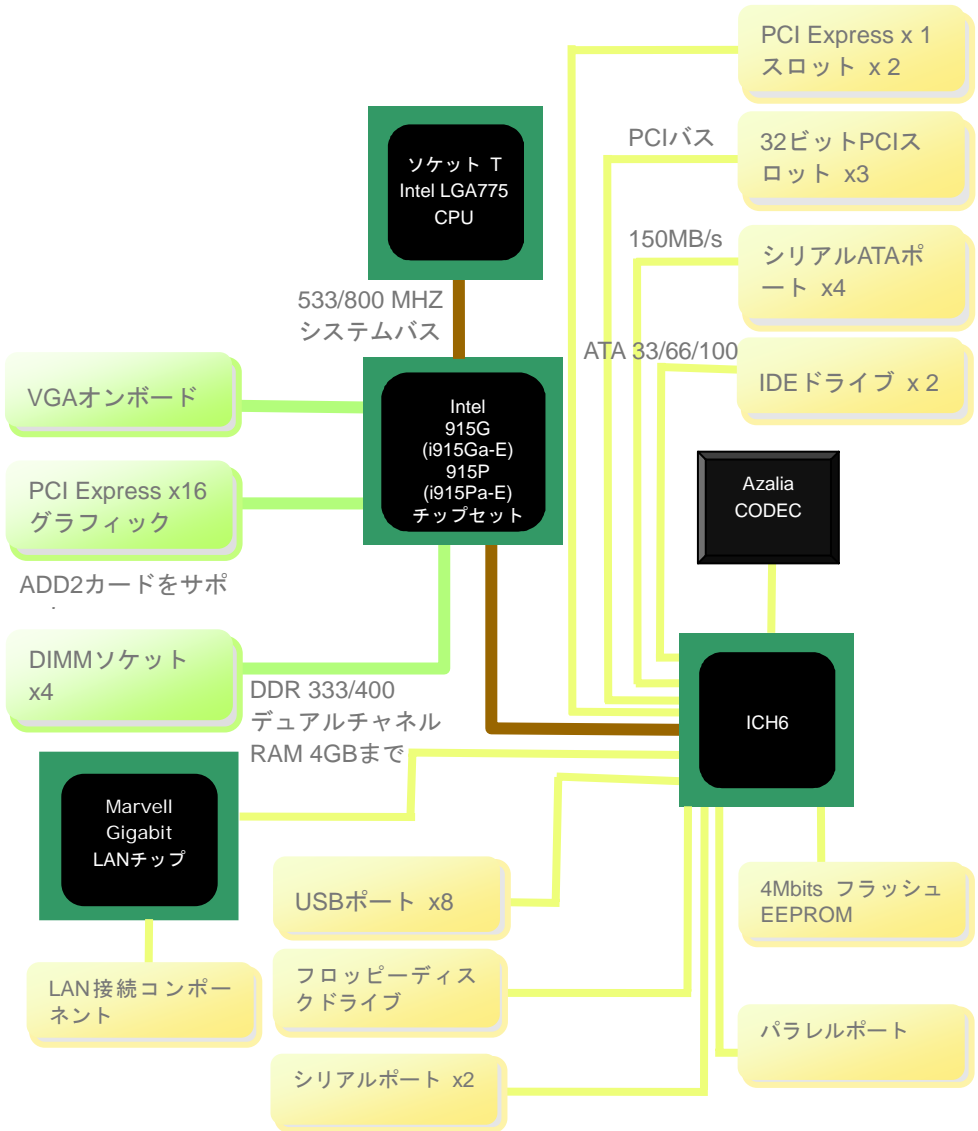 PCI Express x 1
スロット x 2
ソケット T
Intel LGA775
CPU
PCIバス
32ビットPCIス
ロット x3
150MB/s
シリアルATAポ
ート x4
533/800 MHZ
システムバス
ATA 33/66/100
IDEドライブ x 2
VGAオンボード
Intel
915G
(i915Ga-E)
915P
(i915Pa-E)
チップセット
Azalia
CODEC
PCI Express x16
グラフィック
ADD2カードをサポ
DIMMソケット
x4
DDR 333/400
デュアルチャネル
RAM 4GBまで
ICH6
Marvell
Gigabit
LANチップ
USBポート x8
4Mbits フラッシュ
EEPROM
LAN接続コンポー
ネント
フロッピーディス
クドライブ
パラレルポート
シリアルポート x2